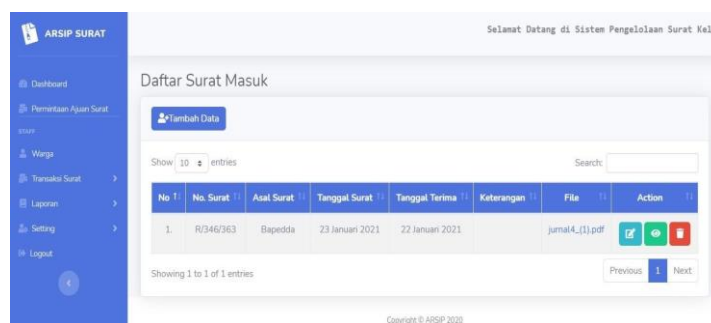 ARSIP SURAT
Selamat Datang di Sistem Pengelolaan Surat Kel
Dashboard
Permintaan Ajuan Surat
STAFF
Warga
Transaksi Surat
Laporan
Setting
Logout
Daftar Surat Masuk
Tambah Data
Show 10 entries
Search:
No No. Surat Asal Surat Tanggal Surat Tanggal Terima Keterangan File Action
1. R/346/363 Bapedda 23 Januari 2021 22 Januari 2021 jurnal4_(1).pdf
Showing 1 to 1 of 1 entries
Previous 1 Next
Copyright © ARSIP 2020